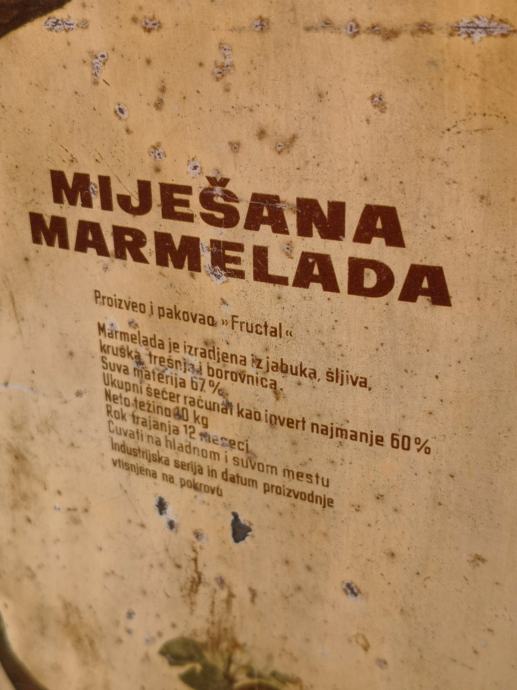 MIJEŠANA
MARMELADA
Proizveo i pakovao »Fructal«
Marmelada je izradjena iz jabuka, šljiva,
kruška, trešnja i borovnica.
Suva materija 67%
Ukupni šećer računat kao invert najmanje 60%
Neto težino 10 kg
Rok trajanja 12 meseci
Čuvati na hladnom i suvom mestu
Industrijska serija in datum proizvodnje
vtisnjena na pokrovu